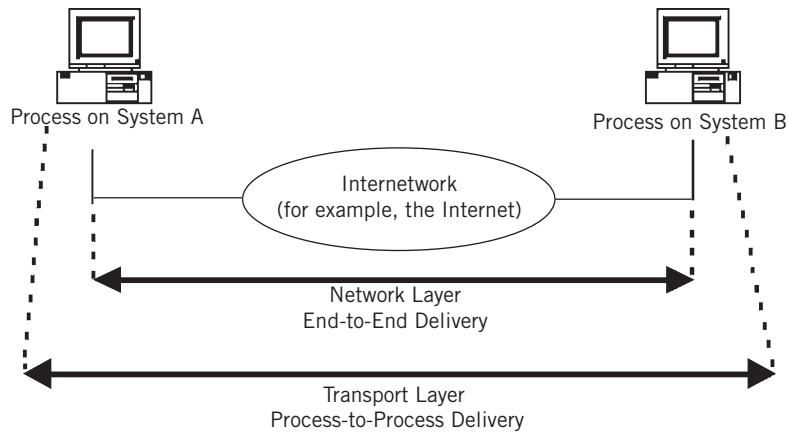 Process on System A
Process on System B
Internetwork
(for example, the Internet)
Network Layer
End-to-End Delivery
Transport Layer
Process-to-Process Delivery